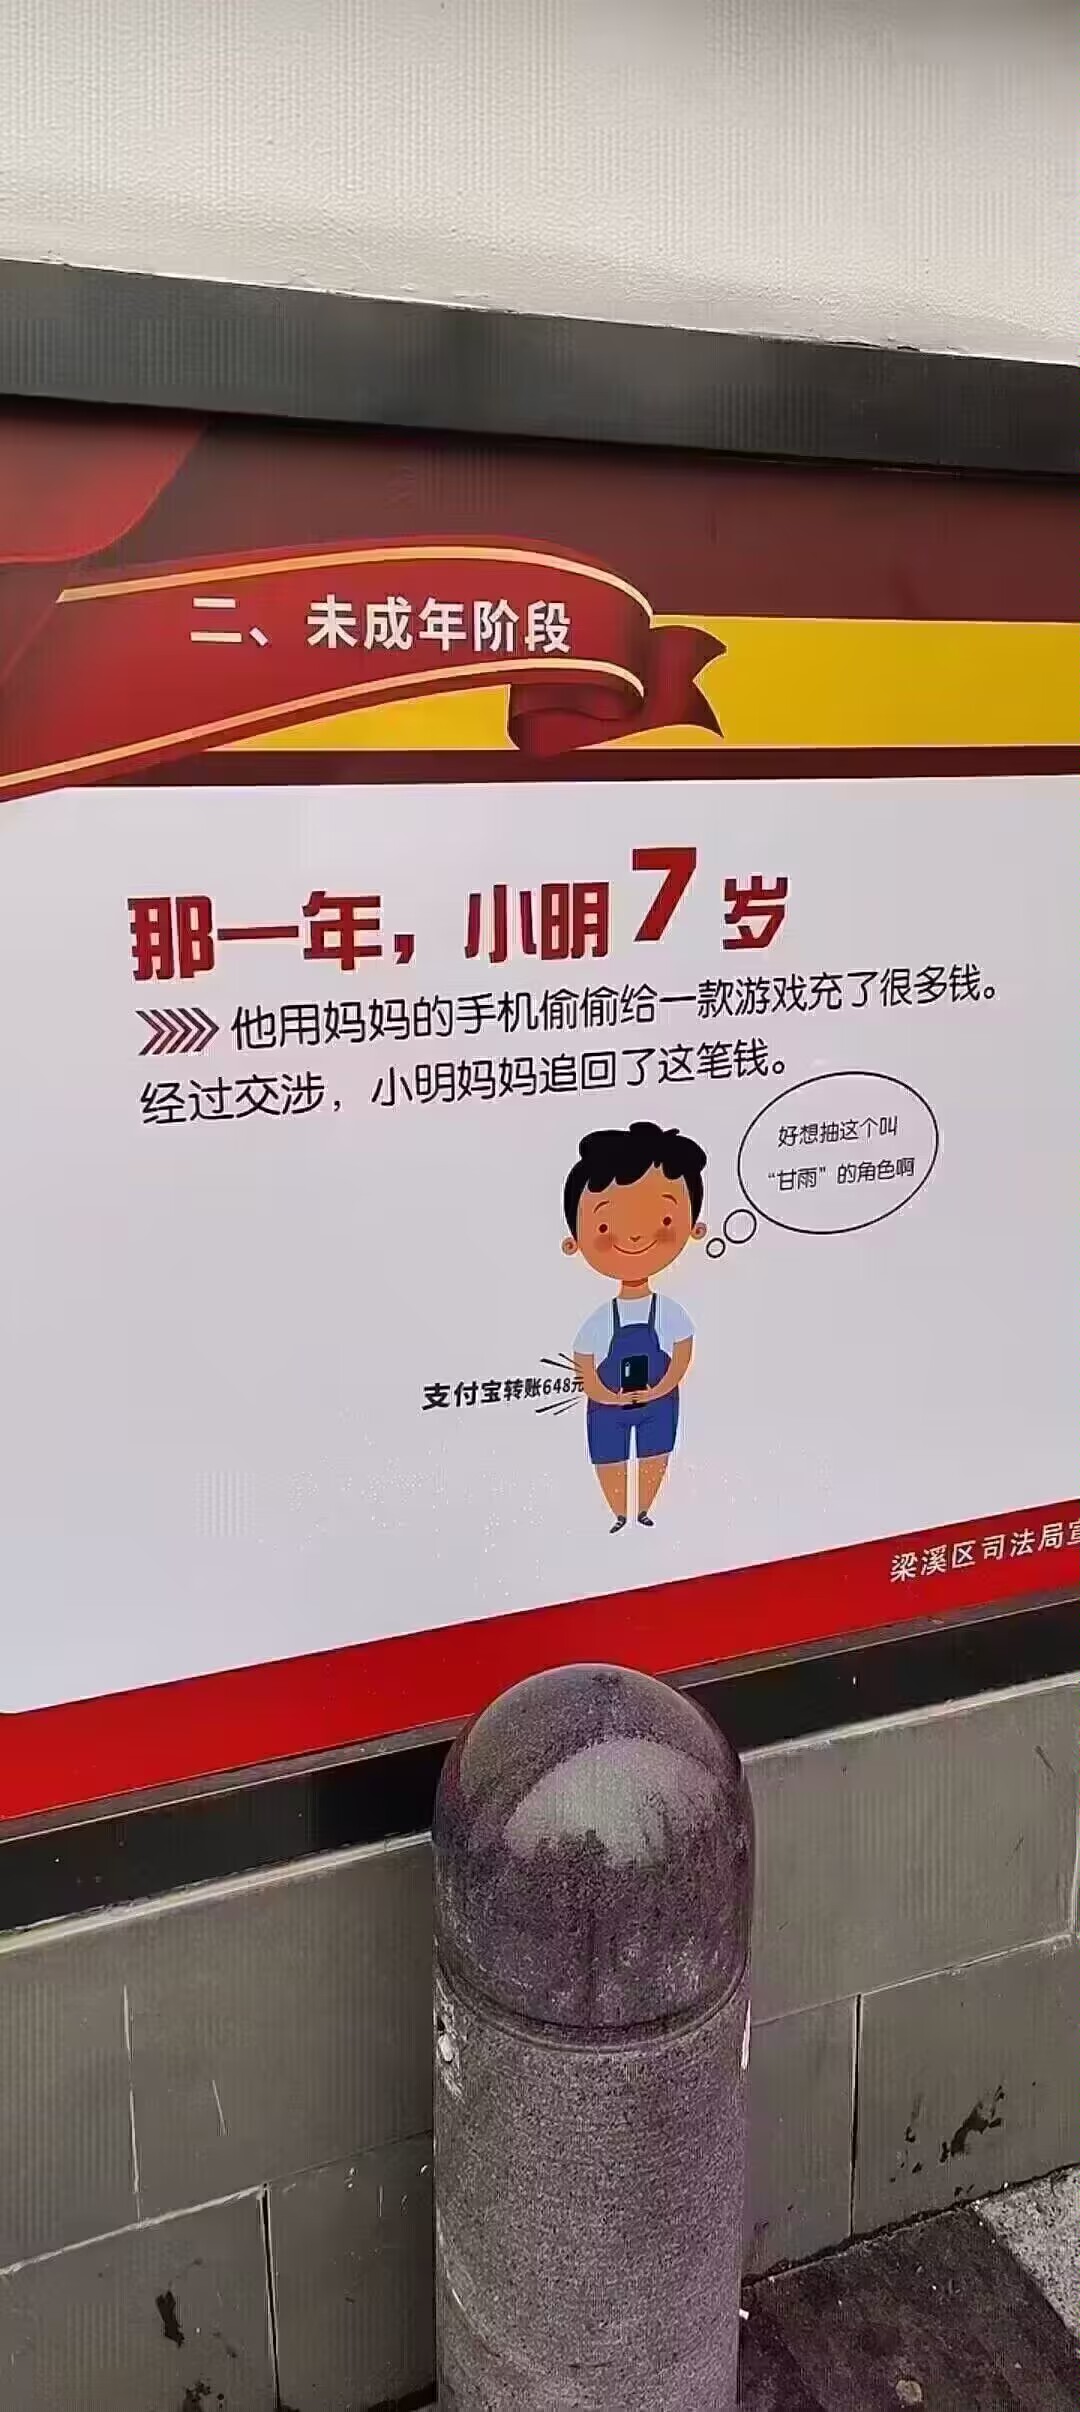 二、未成年阶段
那一年，小明7岁
他用妈妈的手机偷偷给一款游戏充了很多钱。
经过交涉，小明妈妈追回了这笔钱。
好想抽这个叫
“甘雨”的角色啊
支付宝转账648元
梁溪区司法局宣